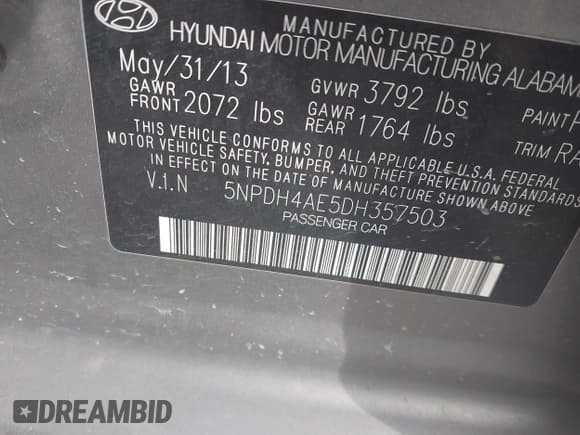 MANUFACTURED BY
HYUNDAI MOTOR MANUFACTURING ALABAM
May/31/13
GVWR 3792 lbs
PAINT
GAWR FRONT 2072 lbs
GAWR REAR 1764 lbs
TRIM RA
THIS VEHICLE CONFORMS TO ALL APPLICABLE U.S.A. FEDERAL
MOTOR VEHICLE SAFETY, BUMPER, AND THEFT PREVENTION STANDARDS
IN EFFECT ON THE DATE OF MANUFACTURE SHOWN ABOVE
V.I.N 5NPDH4AE5DH357503
PASSENGER CAR
DREAMBID